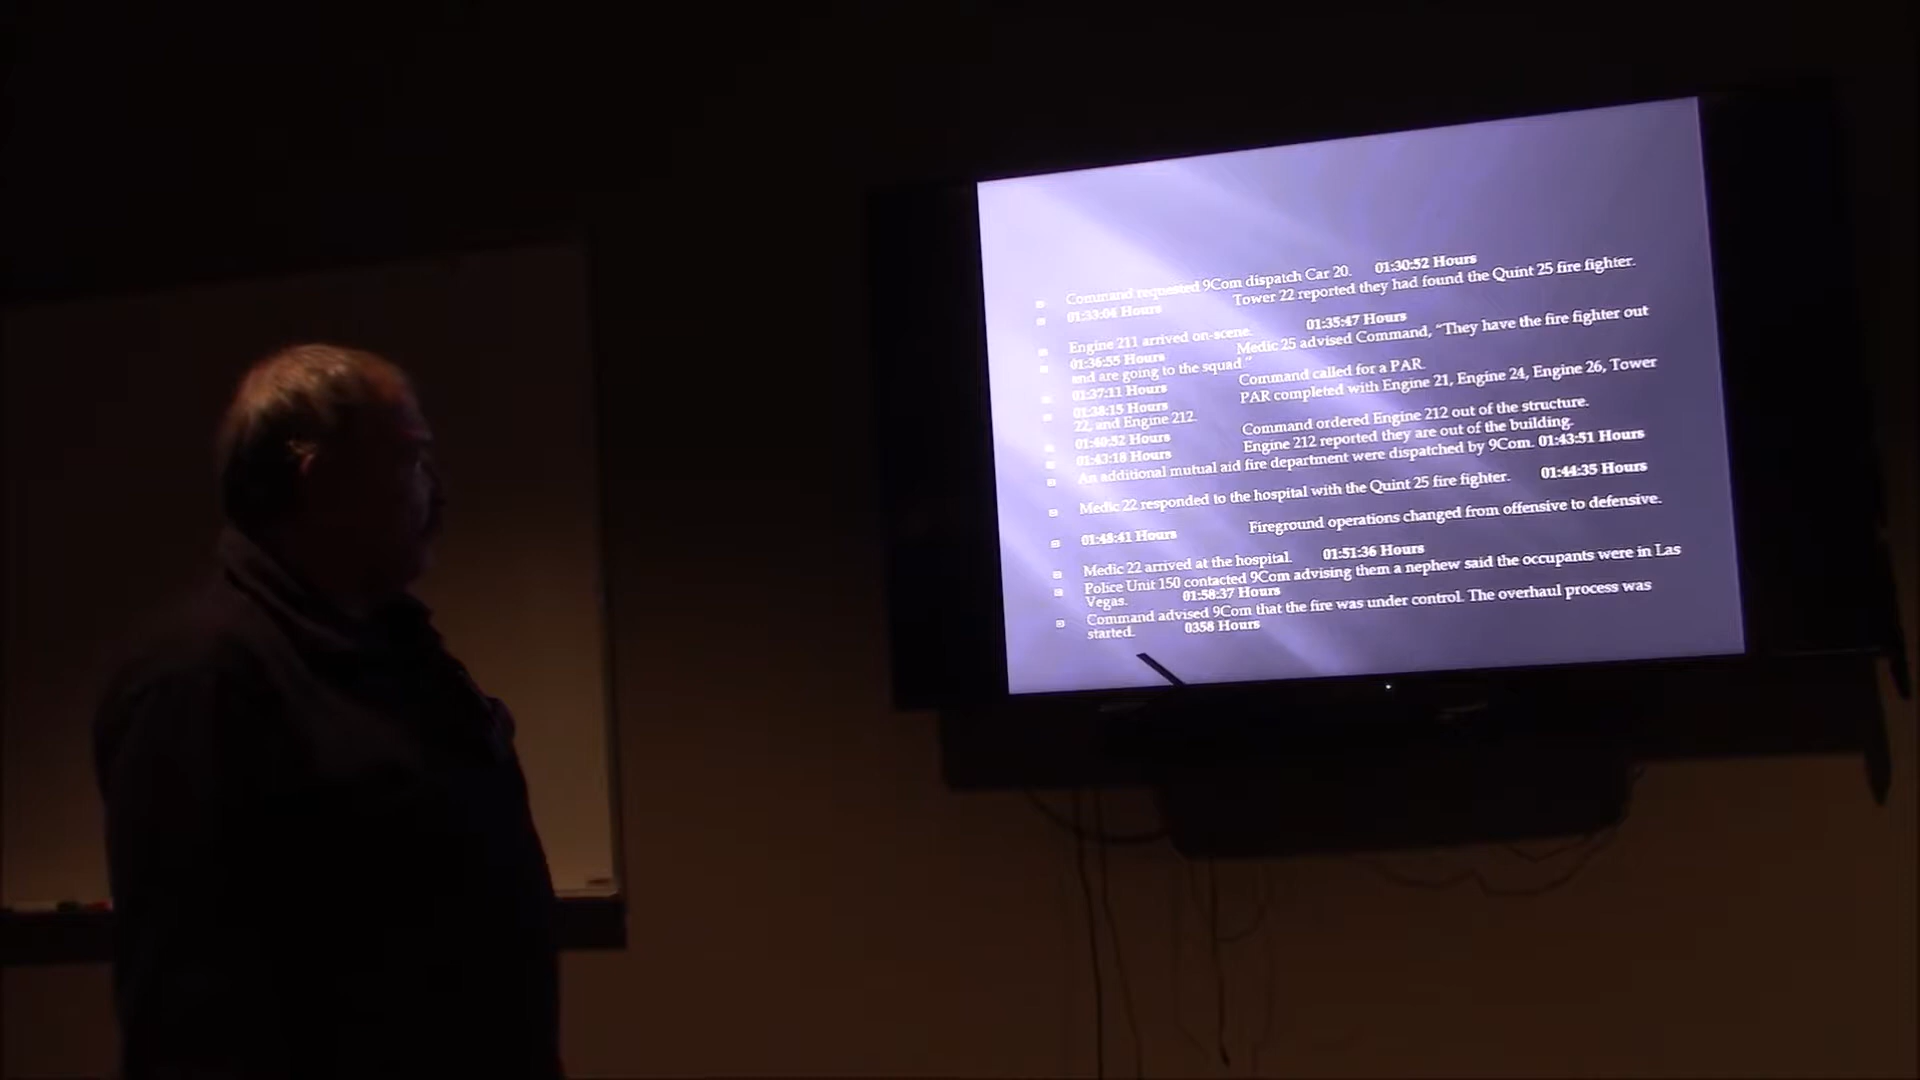 Command requested 9Com dispatch Car 20. 01:30:52 Hours
01:33:04 Hours Tower 22 reported they had found the Quint 25 fire fighter.
Engine 211 arrived on-scene. 01:35:47 Hours
01:36:55 Hours Medic 25 advised Command, “They have the fire fighter out
and are going to the squad”
01:37:11 Hours Command called for a PAR.
01:38:15 Hours PAR completed with Engine 21, Engine 24, Engine 26, Tower
22, and Engine 212.
01:40:52 Hours Command ordered Engine 212 out of the structure.
01:43:18 Hours Engine 212 reported they are out of the building.
An additional mutual aid fire department were dispatched by 9Com. 01:43:51 Hours
Medic 22 responded to the hospital with the Quint 25 fire fighter. 01:44:35 Hours
01:48:41 Hours Fireground operations changed from offensive to defensive.
Medic 22 arrived at the hospital. 01:51:36 Hours
Police Unit 150 contacted 9Com advising them a nephew said the occupants were in Las
Vegas. 01:58:37 Hours
Command advised 9Com that the fire was under control. The overhaul process was
started. 0358 Hours